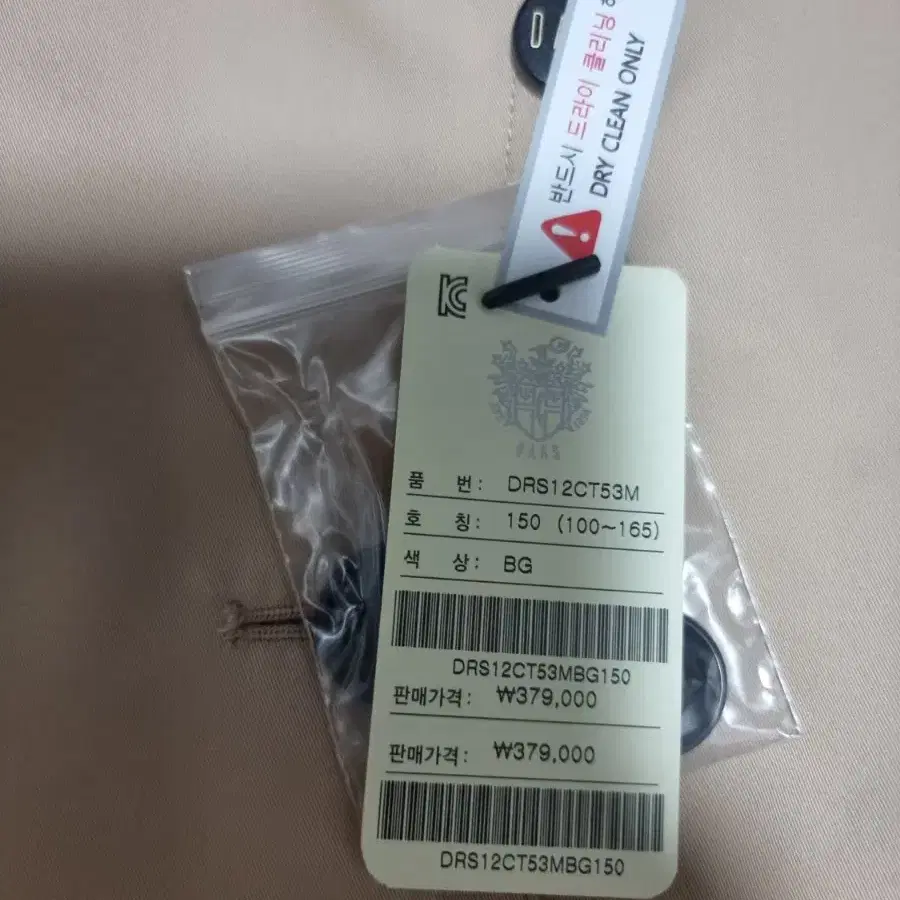 반드시 드라이 클리닝
DRY CLEAN ONLY
KC
PAKS
품 번: DRS12CT53M
호 칭: 150 (100~165)
색 상: BG
DRS12CT53MBG150
판매가격: ₩379,000
판매가격: ₩379,000
DRS12CT53MBG150